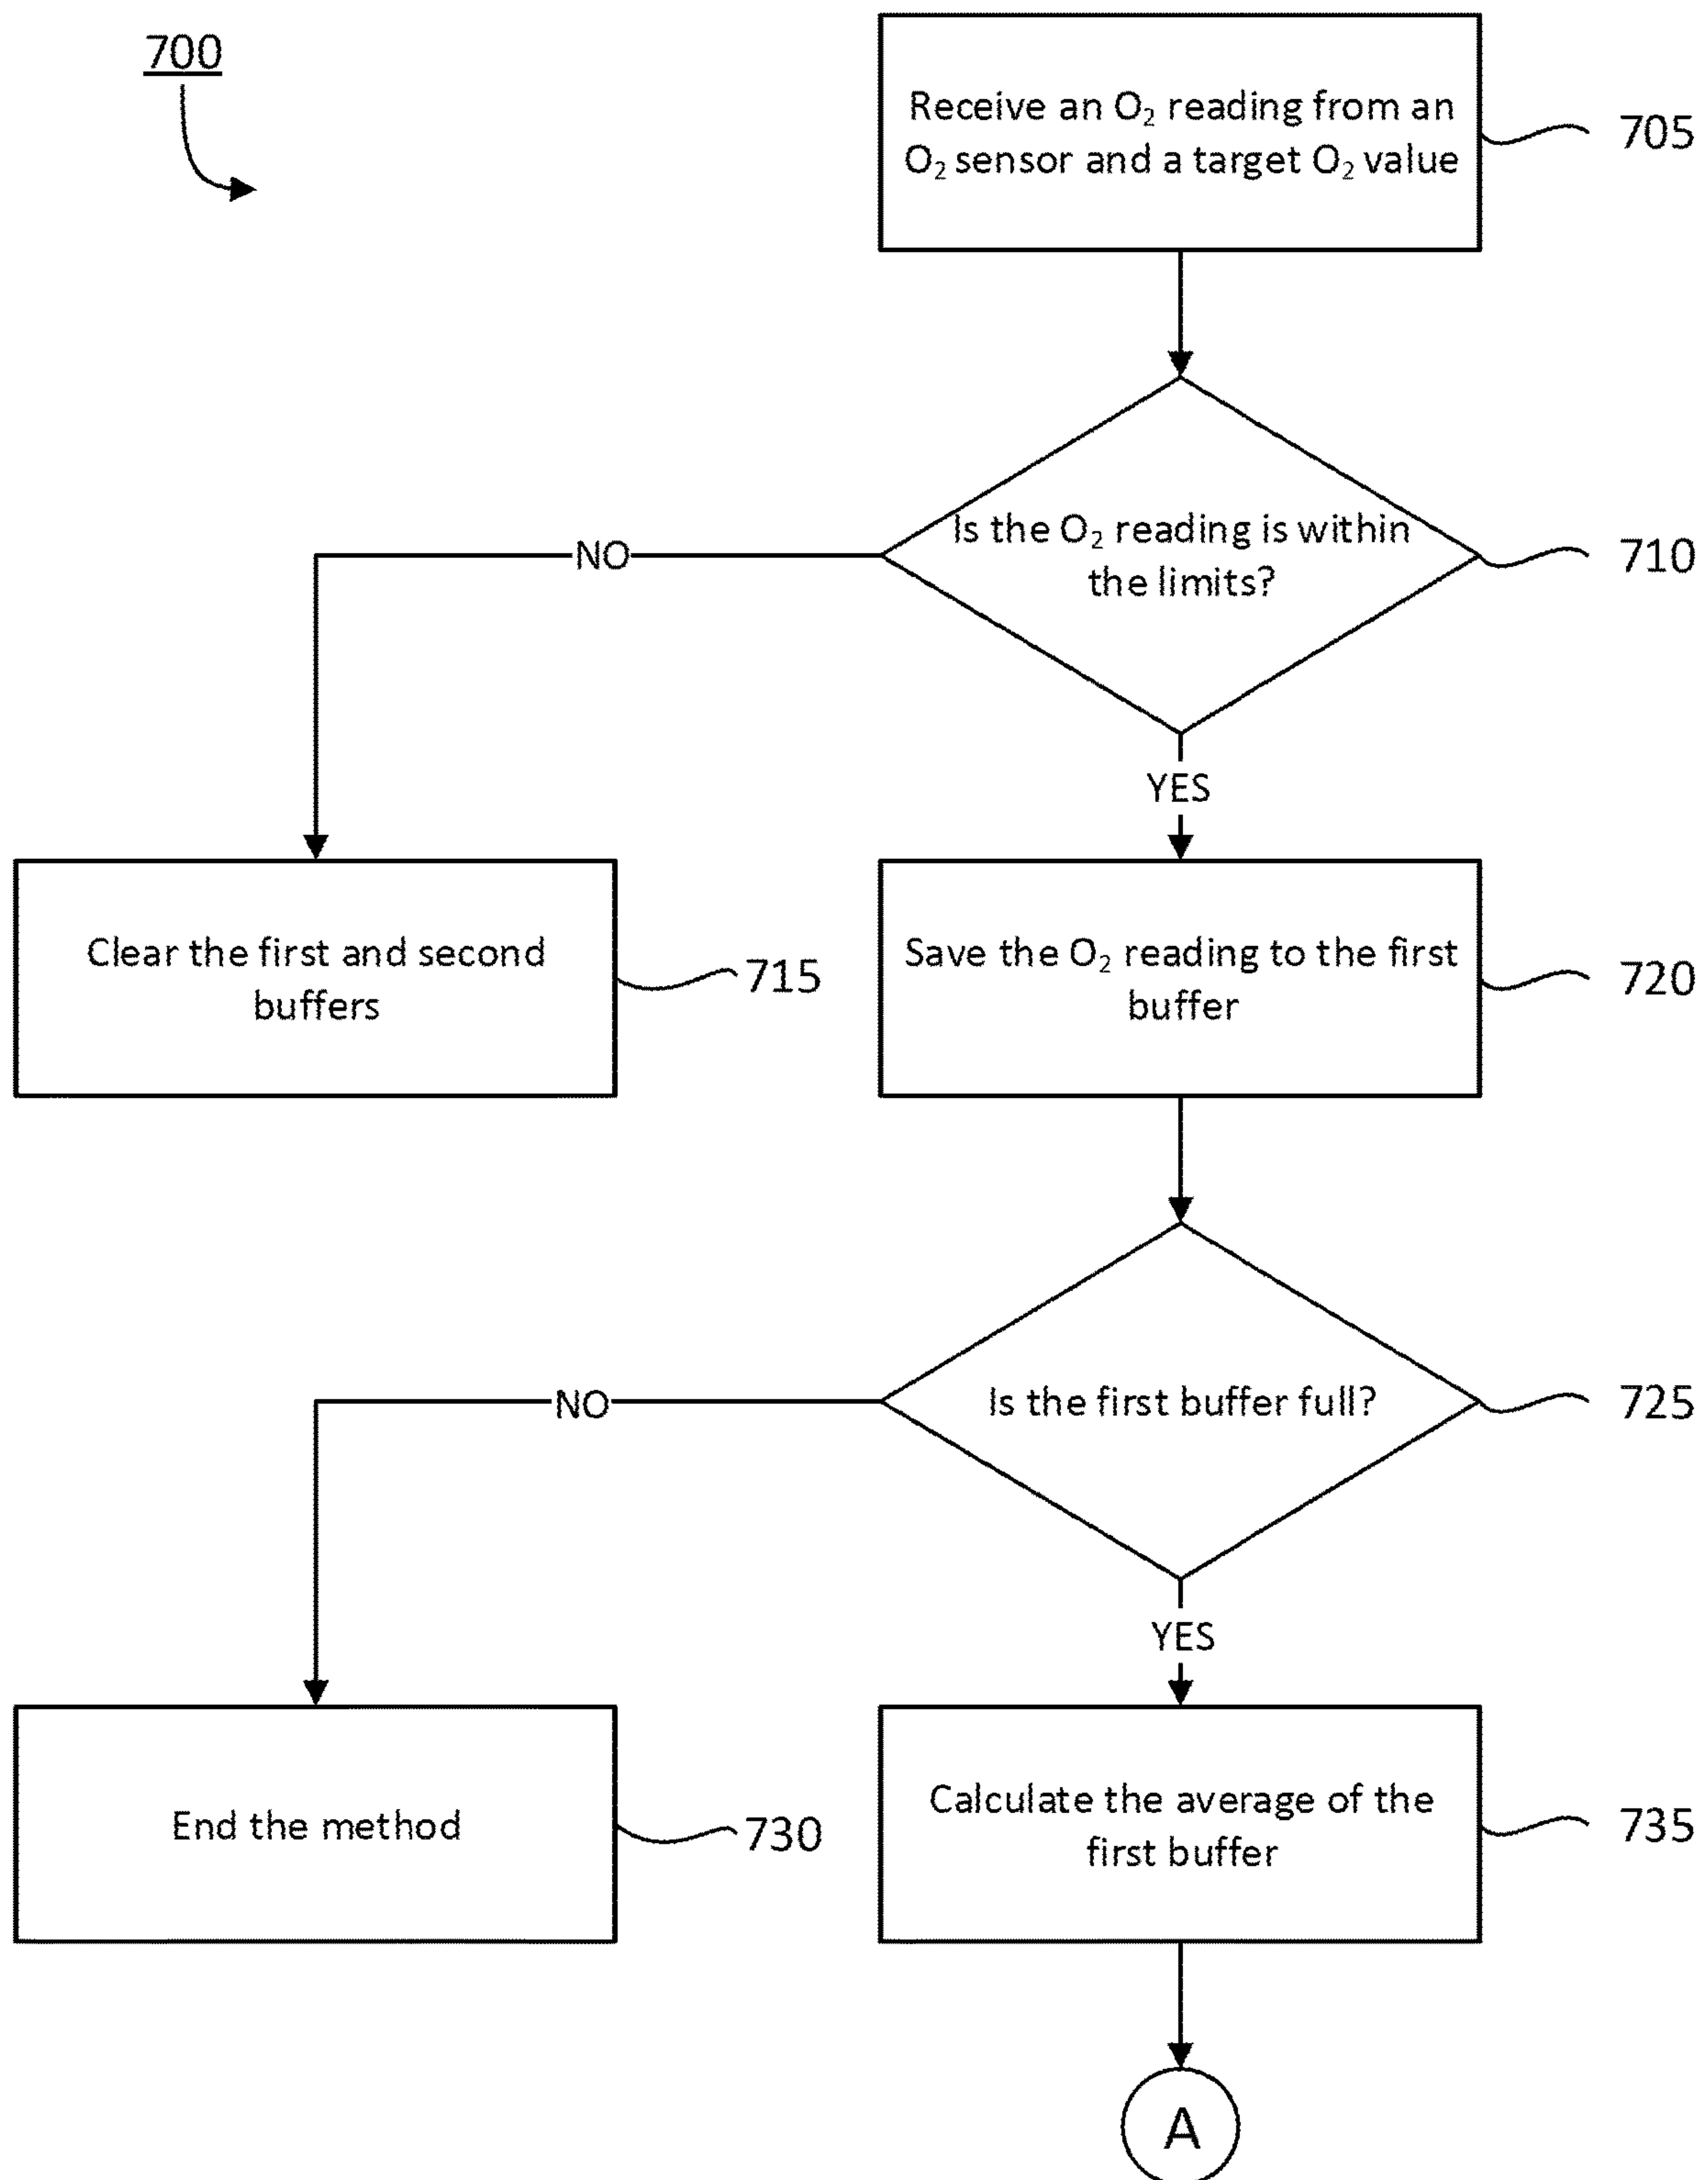 700
Receive an O₂ reading from an
O₂ sensor and a target O₂ value
705
Is the O₂ reading is within
the limits?
710
NO
YES
Clear the first and second
buffers
715
Save the O₂ reading to the first
buffer
720
Is the first buffer full?
725
NO
YES
End the method
730
Calculate the average of the
first buffer
735
A